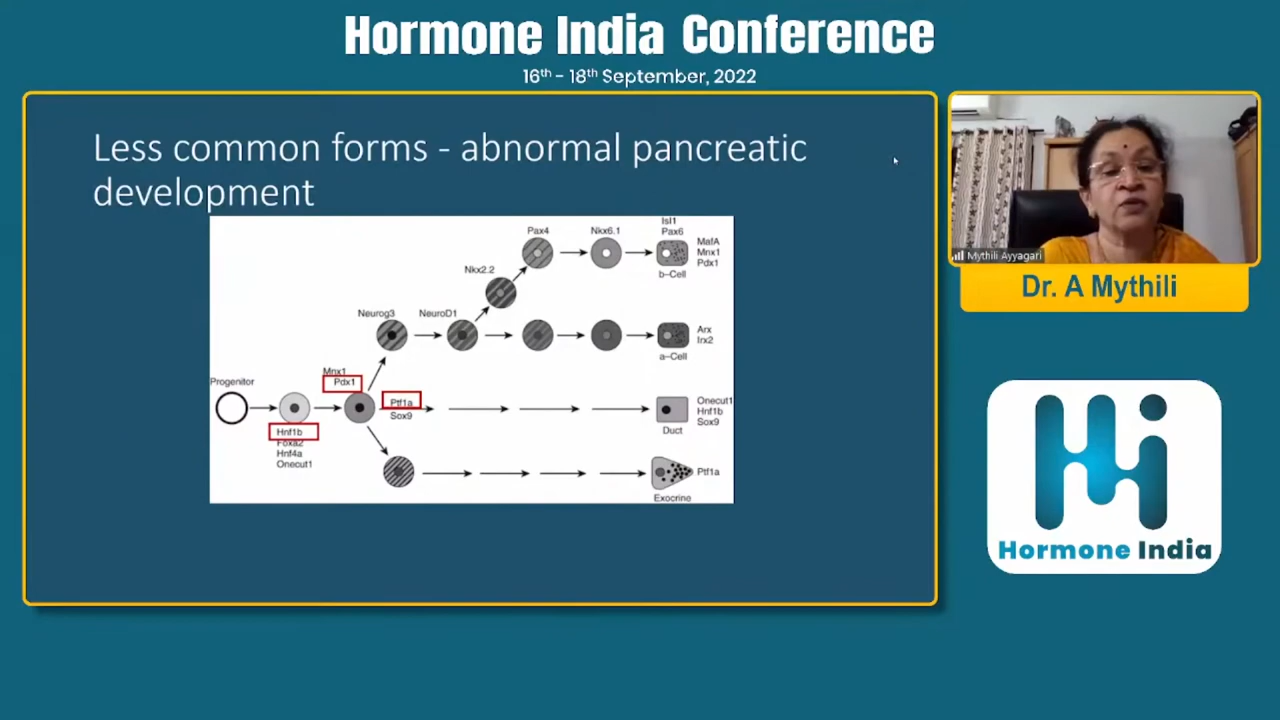 Hormone India Conference
16th - 18th September, 2022
Less common forms - abnormal pancreatic
development
Pax4
Nkx6.1
Isl1
Pax6
MafA
Mnx1
Pdx1
b-Cell
Nkx2.2
Neurog3
NeuroD1
Arx
Irx2
a-Cell
Mnx1
Pdx1
Progenitor
Ptf1a
Sox9
Onecut1
Hnf1b
Sox9
Duct
Hnf1b
Foxa2
Hnf4a
Onecut1
Ptf1a
Exocrine
Mythili Ayyagari
Dr. A Mythili
Hormone India